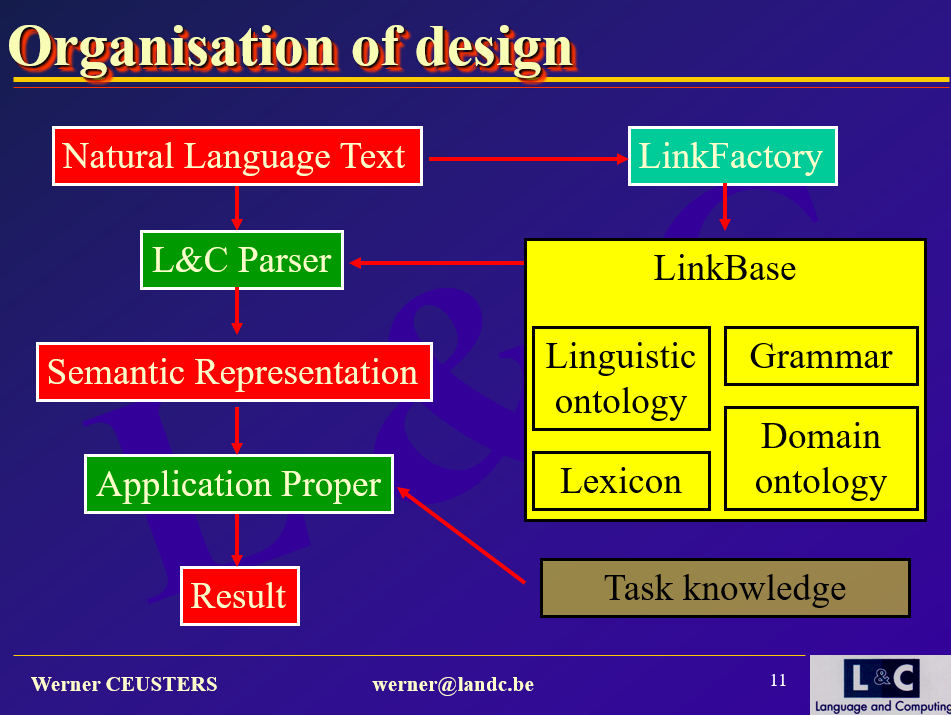 Organisation of design
Natural Language Text
LinkFactory
L&C Parser
LinkBase
Semantic Representation
Linguistic
ontology
Grammar
Domain
ontology
Lexicon
Application Proper
Task knowledge
Result
L & C
Werner CEUSTERS
werner@landc.be
11
L&C
Language and Computing